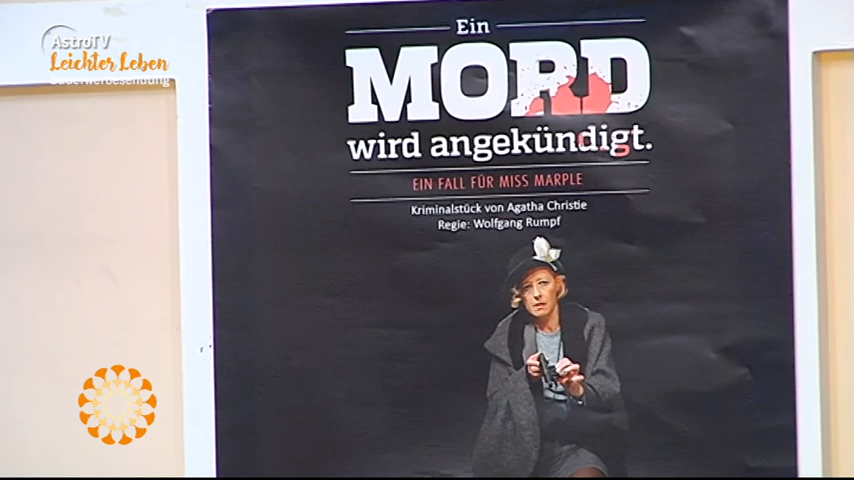 AstroTV
Leichter Leben
Dauerwerbesendung
Ein
MORD
wird angekündigt.
EIN FALL FÜR MISS MARPLE
Kriminalstück von Agatha Christie
Regie: Wolfgang Rumpf